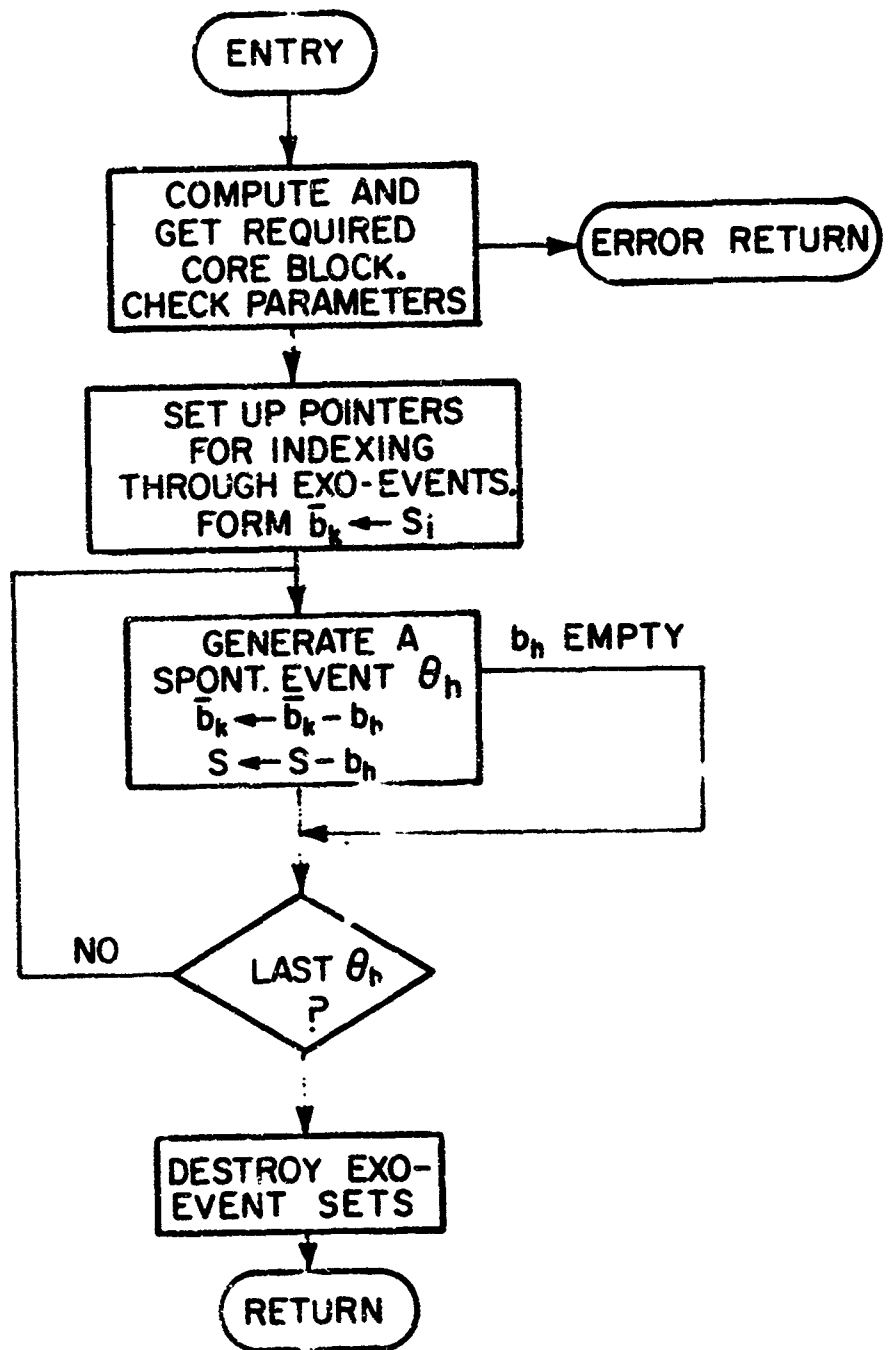 ENTRY
COMPUTE AND
GET REQUIRED
CORE BLOCK.
CHECK PARAMETERS
ERROR RETURN
SET UP POINTERS
FOR INDEXING
THROUGH EXO-EVENTS.
FORM b̄ₖ ← Sᵢ
GENERATE A
SPONT. EVENT θₕ
b̄ₖ ← b̄ₖ − bₕ
S ← S − bₕ
bₕ EMPTY
NO
LAST θₕ
?
DESTROY EXO-
EVENT SETS
RETURN